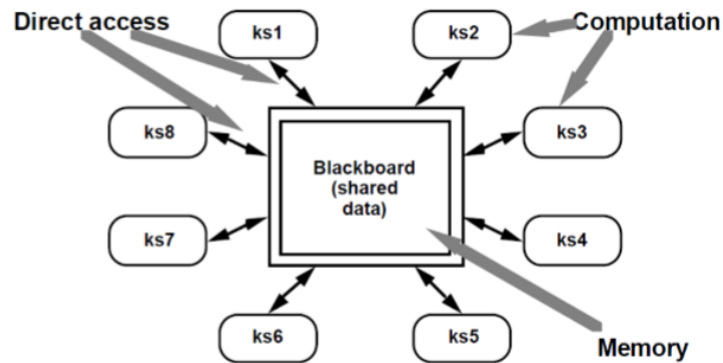 Direct access
ks1
ks2
Computation
ks8
ks3
Blackboard
(shared
data)
ks7
ks4
ks6
ks5
Memory